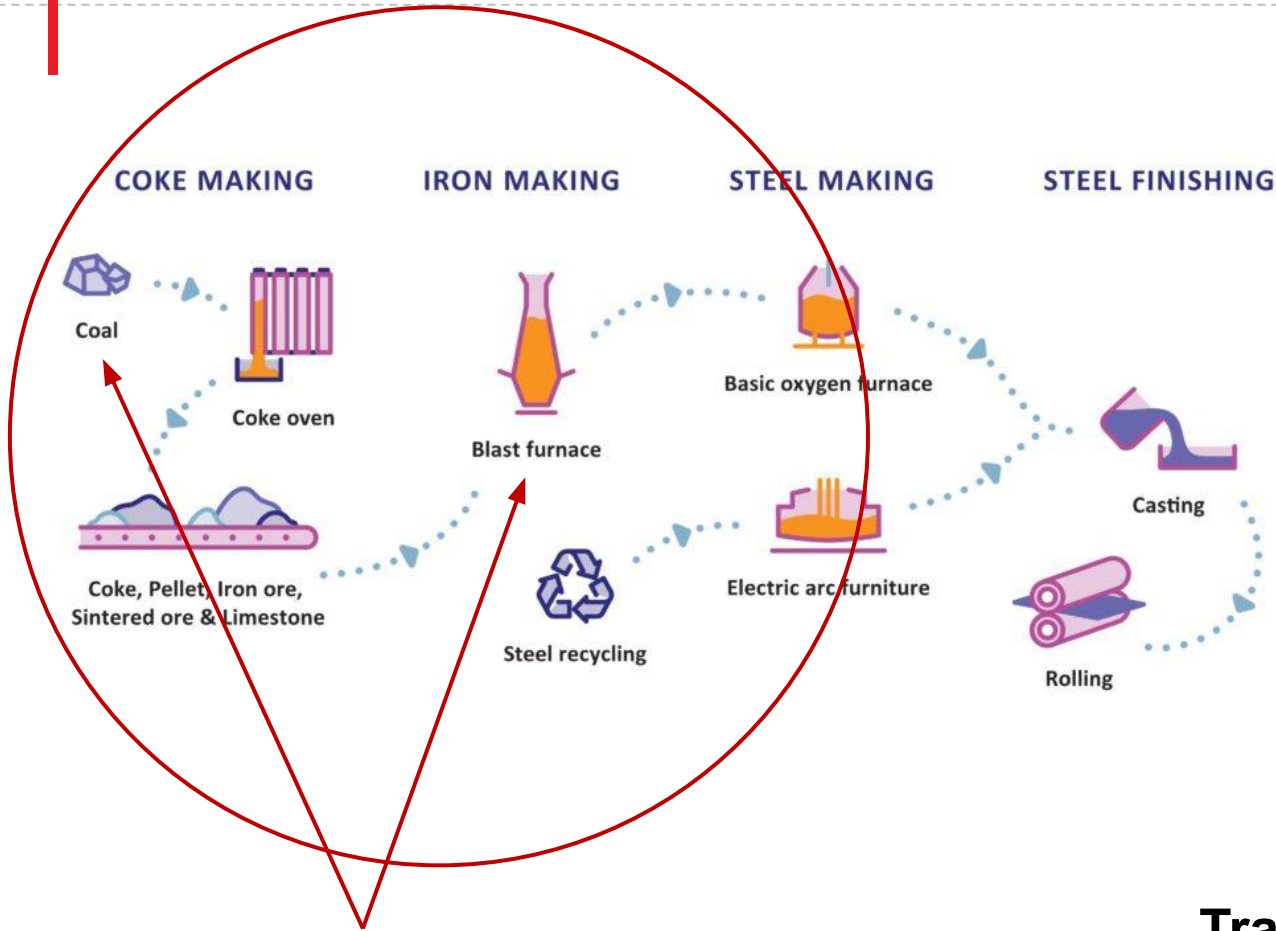 COKE MAKING
IRON MAKING
STEEL MAKING
STEEL FINISHING
Coal
Coke oven
Coke, Pellet, Iron ore,
Sintered ore & Limestone
Blast furnace
Steel recycling
Basic oxygen furnace
Electric arc furniture
Casting
Rolling